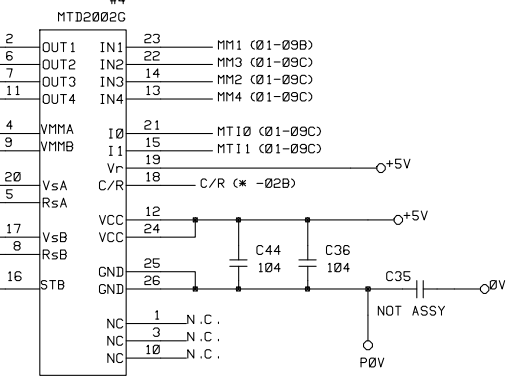 #4
MTD2002G
2 OUT1 IN1 23 MM1 (01-09B)
6 OUT2 IN2 22 MM3 (01-09C)
7 OUT3 IN3 14 MM2 (01-09C)
11 OUT4 IN4 13 MM4 (01-09C)
4 VMMA I0 21 MTI0 (01-09C)
9 VMMB I1 15 MTI1 (01-09C)
Vr 19 +5V
20 VsA C/R 18 C/R (* -02B)
5 RsA
VCC 12 +5V
17 VsB VCC 24
8 RsB C44 C36
104 104
GND 25
16 STB GND 26 C35 0V
NOT ASSY
NC 1 N.C.
NC 3 N.C.
NC 10 N.C.
P0V